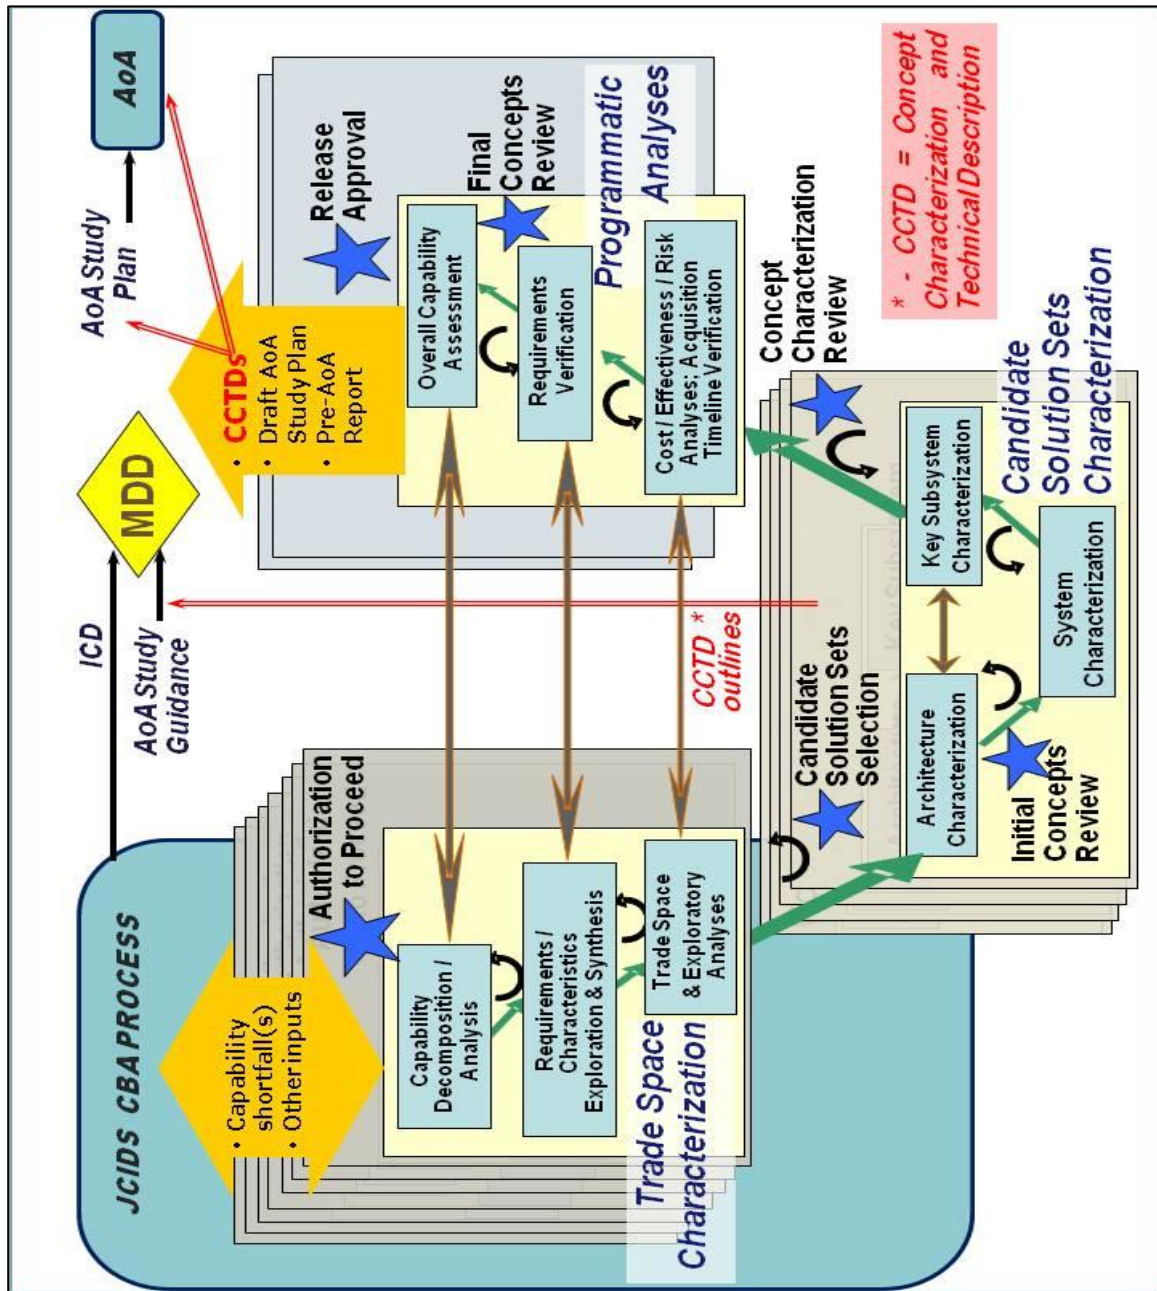 JCIDS CBA PROCESS
• Capability
shortfall(s)
• Other inputs
Authorization
to Proceed
Capability
Decomposition /
Analysis
Requirements /
Characteristics
Exploration & Synthesis
Trade Space
& Exploratory
Analyses
Trade Space
Characterization
ICD
AoA Study
Guidance
MDD
CCTD *
outlines
Candidate
Solution Sets
Selection
Architecture
Characterization
Initial
Concepts
Review
System
Characterization
Key Subsystem
Characterization
Candidate
Solution Sets
Characterization
Concept
Characterization
Review
Cost / Effectiveness / Risk
Analyses; Acquisition
Timeline Verification
Requirements
Verification
Overall Capability
Assessment
Programmatic
Analyses
Final
Concepts
Review
Release
Approval
• CCTDs
• Draft AoA
Study Plan
• Pre-AoA
Report
AoA Study
Plan
AoA
* - CCTD = Concept
Characterization and
Technical Description